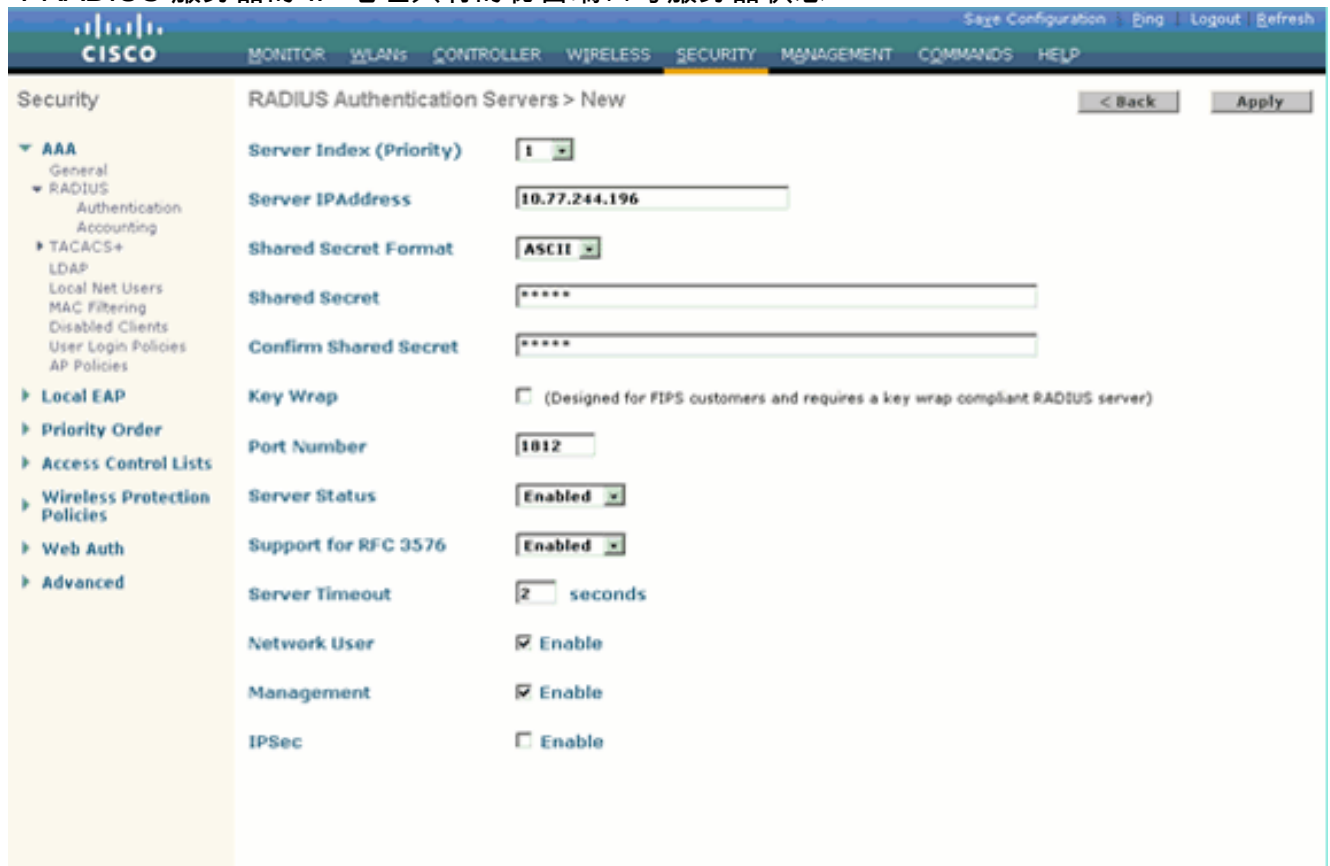 Save Configuration | Ping | Logout | Refresh
CISCO
MONITOR WLANs CONTROLLER WIRELESS SECURITY MANAGEMENT COMMANDS HELP
Security
AAA
General
RADIUS
Authentication
Accounting
TACACS+
LDAP
Local Net Users
MAC Filtering
Disabled Clients
User Login Policies
AP Policies
Local EAP
Priority Order
Access Control Lists
Wireless Protection
Policies
Web Auth
Advanced
RADIUS Authentication Servers > New
< Back Apply
Server Index (Priority) 1
Server IPAddress 10.77.244.196
Shared Secret Format ASCII
Shared Secret *****
Confirm Shared Secret *****
Key Wrap (Designed for FIPS customers and requires a key wrap compliant RADIUS server)
Port Number 1812
Server Status Enabled
Support for RFC 3576 Enabled
Server Timeout 2 seconds
Network User Enable
Management Enable
IPSec Enable